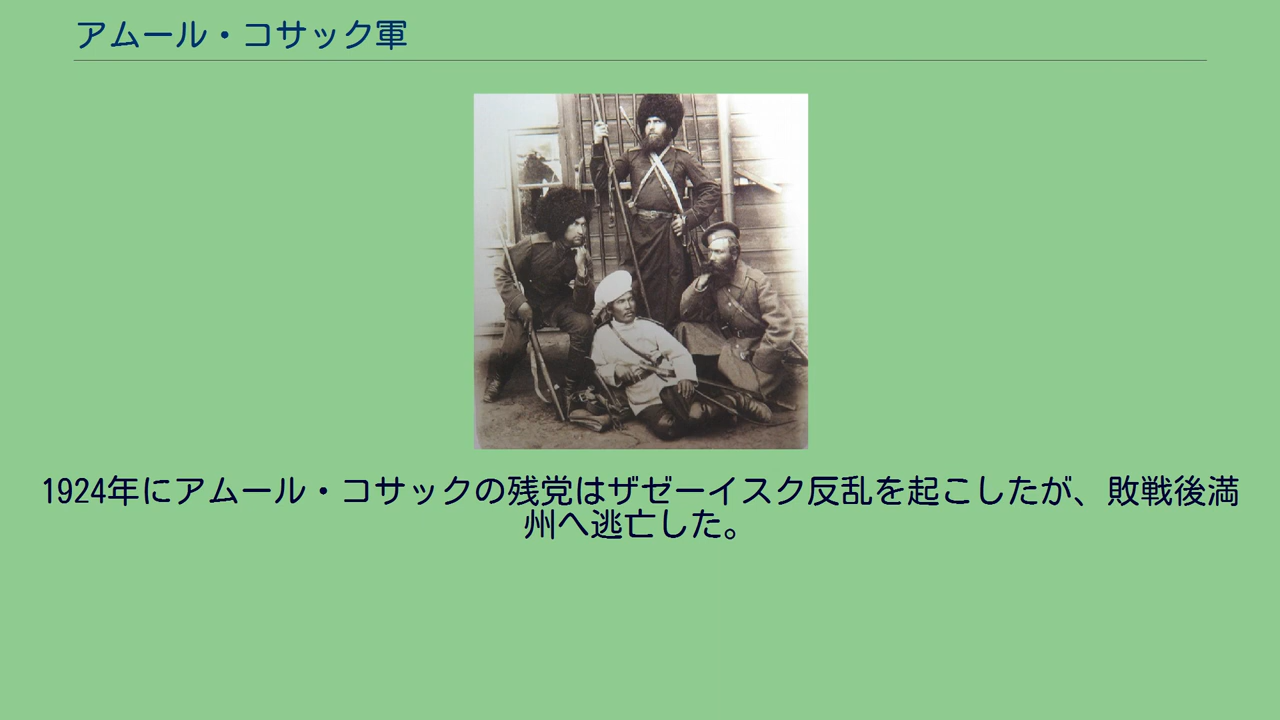 アムール・コサック軍
1924年にアムール・コサックの残党はザゼーイスク反乱を起こしたが、敗戦後満
州へ逃亡した。